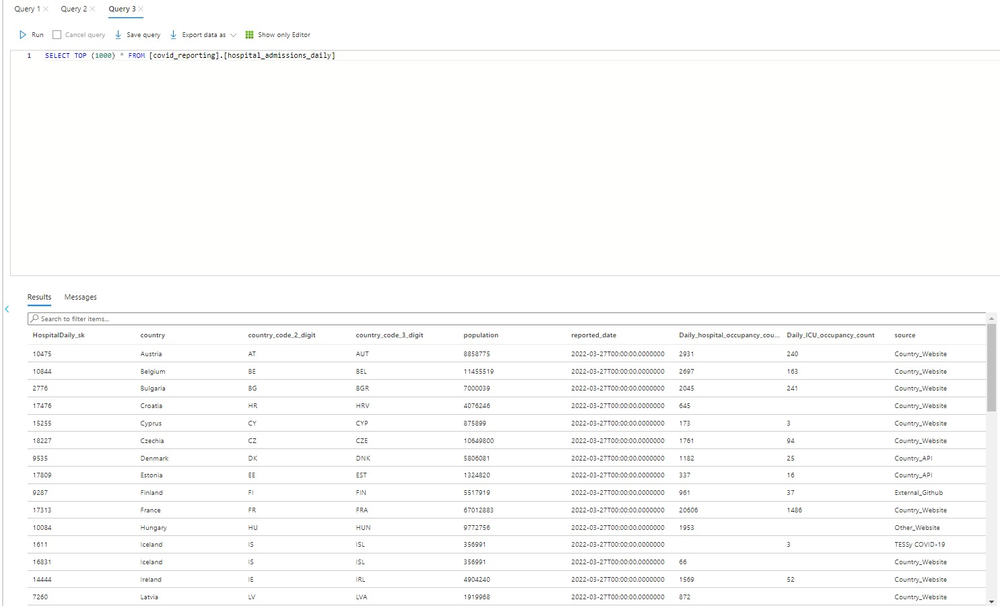 Query 1 Query 2 Query 3
Run Cancel query Save query Export data as Show only Editor
1 SELECT TOP (1000) * FROM [covid_reporting].[hospital_admissions_daily]
Results Messages
Search to filter items...
HospitalDaily_sk country country_code_2_digit country_code_3_digit population reported_date Daily_hospital_occupancy_cou... Daily_ICU_occupancy_count source
10475 Austria AT AUT 8858775 2022-03-27T00:00:00.0000000 2931 240 Country_Website
10844 Belgium BE BEL 11455519 2022-03-27T00:00:00.0000000 2697 163 Country_Website
2776 Bulgaria BG BGR 7000039 2022-03-27T00:00:00.0000000 2045 241 Country_Website
17476 Croatia HR HRV 4076246 2022-03-27T00:00:00.0000000 645 Country_Website
15255 Cyprus CY CYP 875899 2022-03-27T00:00:00.0000000 173 3 Country_Website
18227 Czechia CZ CZE 10649800 2022-03-27T00:00:00.0000000 1761 94 Country_Website
9535 Denmark DK DNK 5806081 2022-03-27T00:00:00.0000000 1182 25 Country_API
17809 Estonia EE EST 1324820 2022-03-27T00:00:00.0000000 337 16 Country_API
9287 Finland FI FIN 5517919 2022-03-27T00:00:00.0000000 961 37 External_Github
17313 France FR FRA 67012883 2022-03-27T00:00:00.0000000 20606 1486 Country_Website
10084 Hungary HU HUN 9772756 2022-03-27T00:00:00.0000000 1953 Other_Website
1611 Iceland IS ISL 356991 2022-03-27T00:00:00.0000000 3 TESSy COVID-19
16831 Iceland IS ISL 356991 2022-03-27T00:00:00.0000000 66 Country_Website
14444 Ireland IE IRL 4904240 2022-03-27T00:00:00.0000000 1569 52 Country_Website
7260 Latvia LV LVA 1919968 2022-03-27T00:00:00.0000000 872 Country_Website